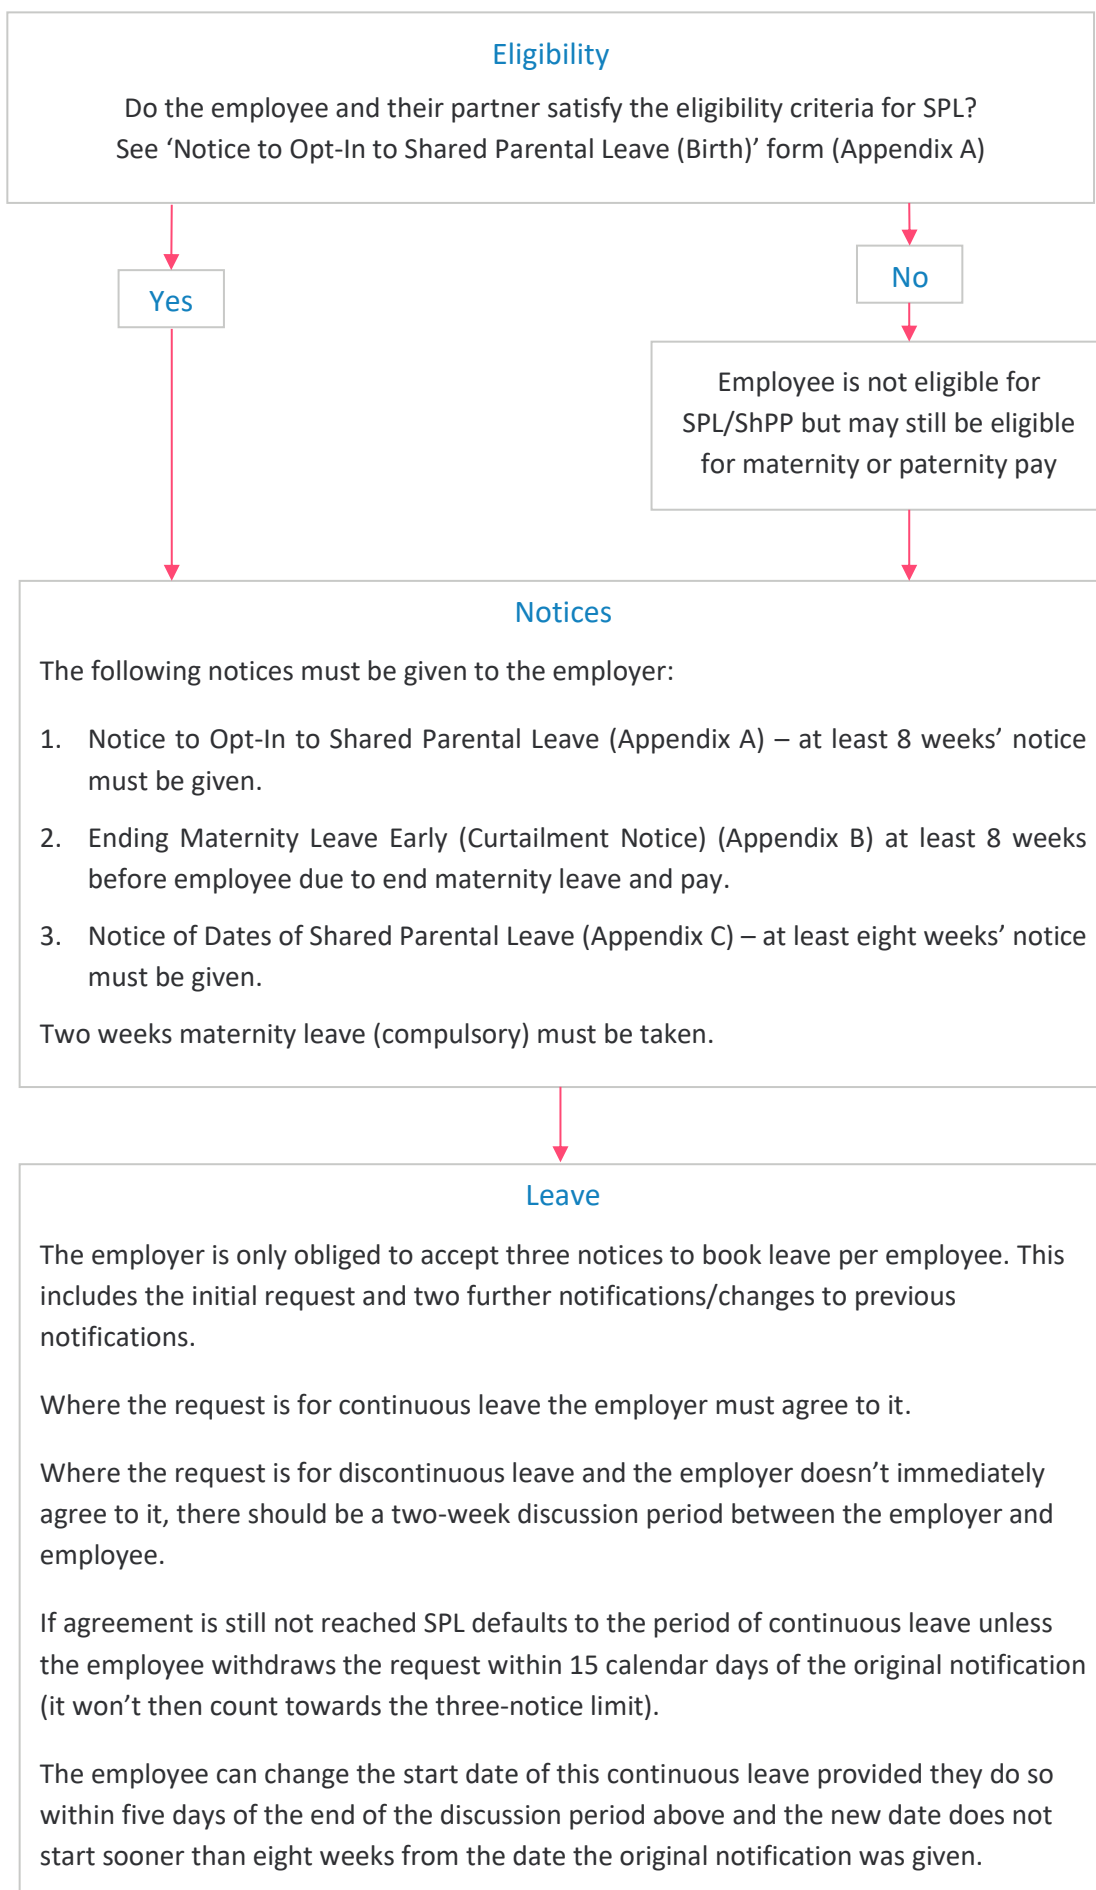 Eligibility
Do the employee and their partner satisfy the eligibility criteria for SPL?
See ‘Notice to Opt-In to Shared Parental Leave (Birth)’ form (Appendix A)
Yes
No
Employee is not eligible for
SPL/ShPP but may still be eligible
for maternity or paternity pay
Notices
The following notices must be given to the employer:
1. Notice to Opt-In to Shared Parental Leave (Appendix A) – at least 8 weeks’ notice
must be given.
2. Ending Maternity Leave Early (Curtailment Notice) (Appendix B) at least 8 weeks
before employee due to end maternity leave and pay.
3. Notice of Dates of Shared Parental Leave (Appendix C) – at least eight weeks’ notice
must be given.
Two weeks maternity leave (compulsory) must be taken.
Leave
The employer is only obliged to accept three notices to book leave per employee. This
includes the initial request and two further notifications/changes to previous
notifications.
Where the request is for continuous leave the employer must agree to it.
Where the request is for discontinuous leave and the employer doesn’t immediately
agree to it, there should be a two-week discussion period between the employer and
employee.
If agreement is still not reached SPL defaults to the period of continuous leave unless
the employee withdraws the request within 15 calendar days of the original notification
(it won’t then count towards the three-notice limit).
The employee can change the start date of this continuous leave provided they do so
within five days of the end of the discussion period above and the new date does not
start sooner than eight weeks from the date the original notification was given.